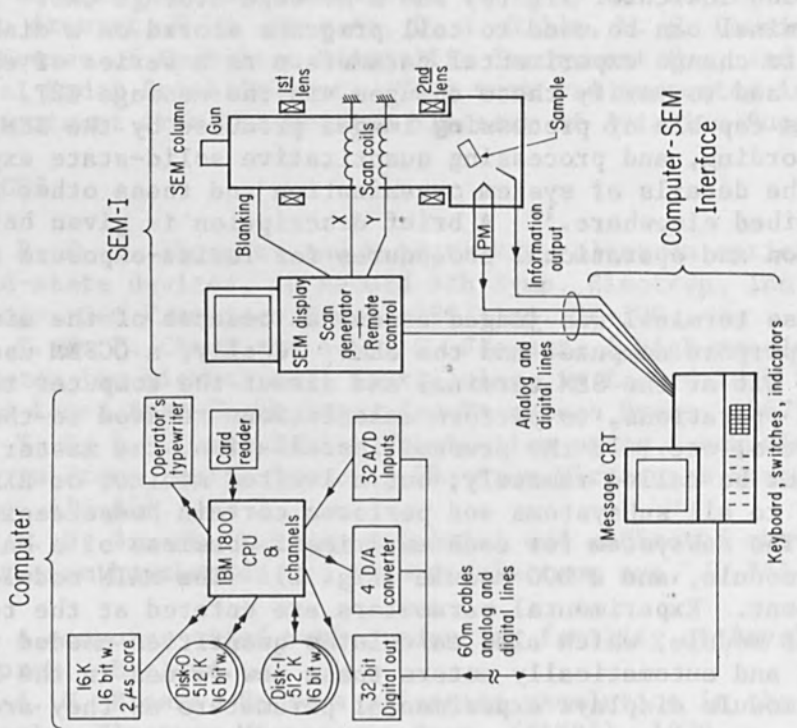 Computer
16 K
16 bit w.
2 μs core
Disk-0
512 K
16 bit w.
Disk-1
512 K
16 bit w.
32 bit
Digital out
IBM 1800
CPU
&
Channels
Operator's
typewriter
Card
reader
4 D/A
converter
32 A/D
Inputs
60m cables
analog and
digital lines
≈
SEM-1
SEM column
Gun
Blanking
1st
lens
X
Y
Scan coils
2nd
lens
Sample
PM
Information
output
SEM display
Scan
generator
Remote
control
Analog and
digital lines
Computer-SEM
Interface
Message CRT
Keyboard switches, indicators